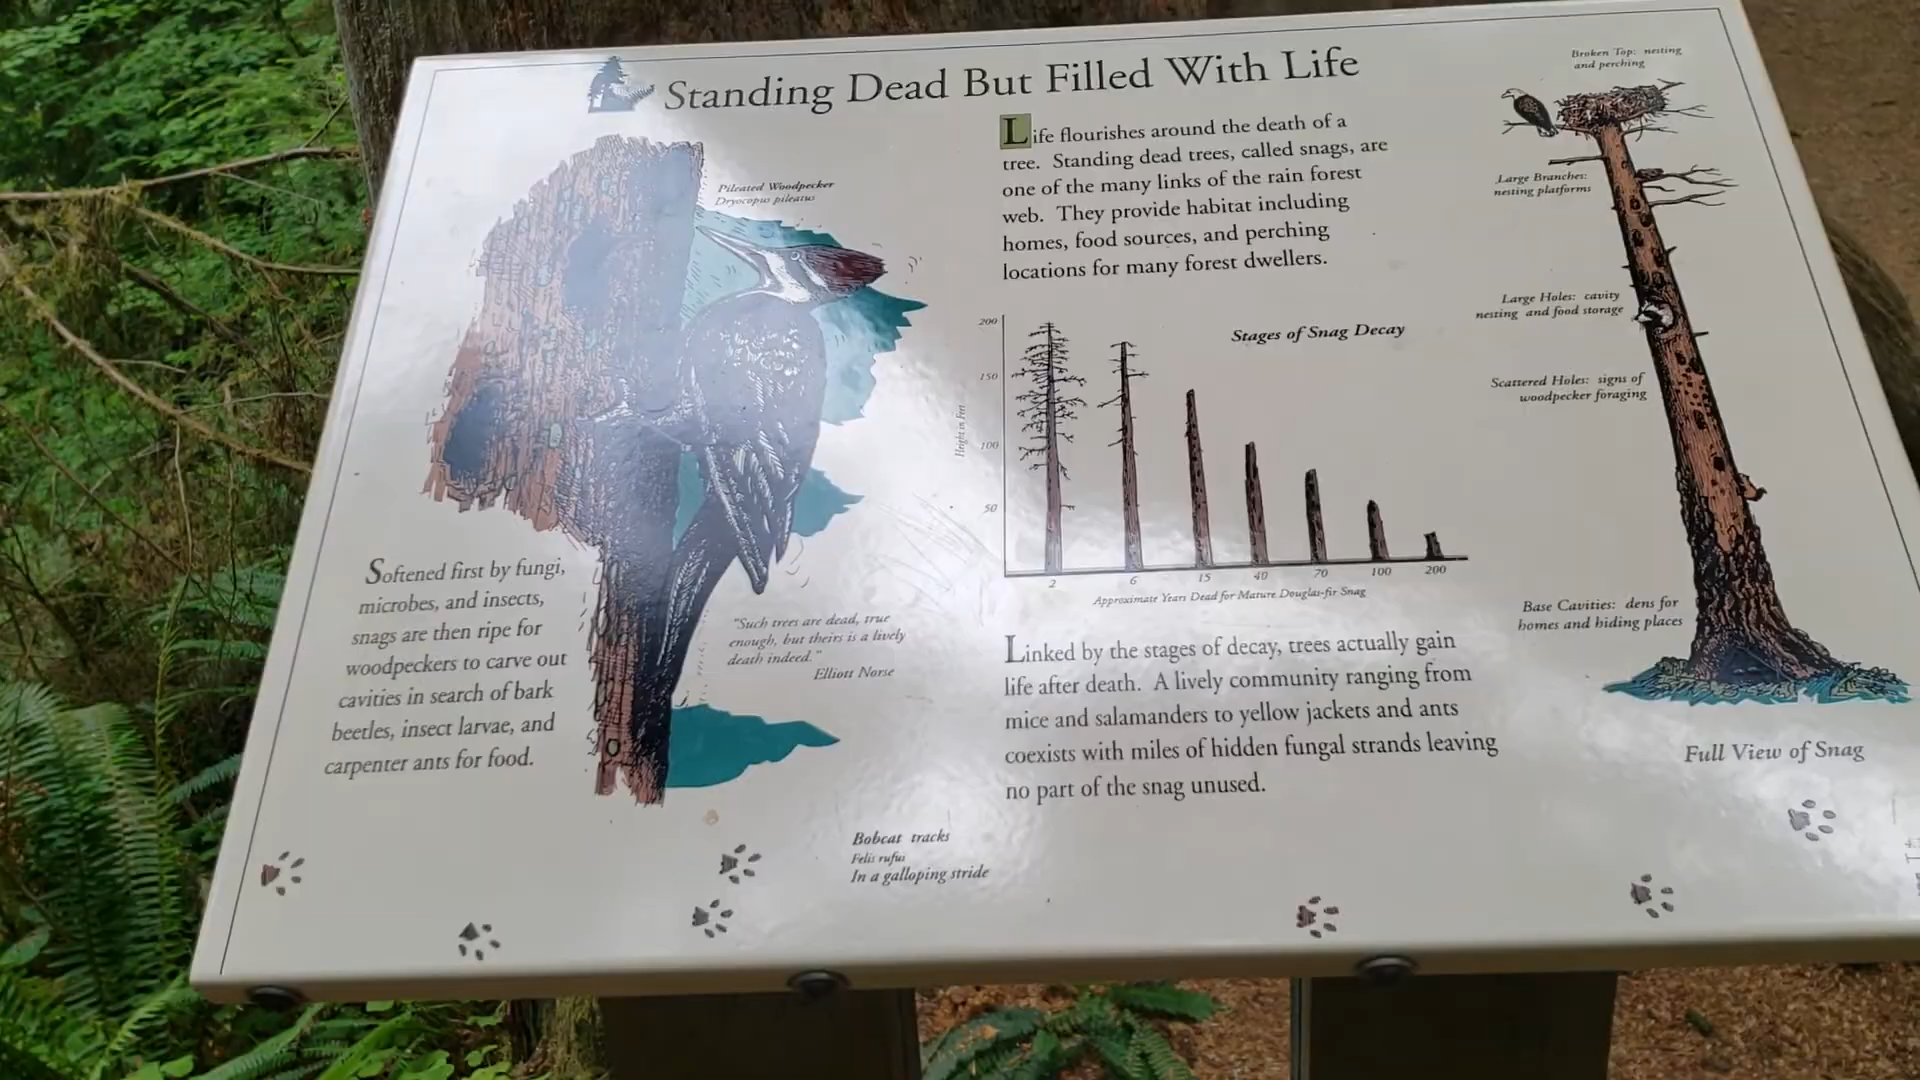 Standing Dead But Filled With Life
Pileated Woodpecker
Dryocopus pileatus
Life flourishes around the death of a
tree. Standing dead trees, called snags, are
one of the many links of the rain forest
web. They provide habitat including
homes, food sources, and perching
locations for many forest dwellers.
Stages of Snag Decay
200
150
100
50
Height in Feet
2 6 15 40 70 100 200
Approximate Years Dead for Mature Douglas-fir Snag
Softened first by fungi,
microbes, and insects,
snags are then ripe for
woodpeckers to carve out
cavities in search of bark
beetles, insect larvae, and
carpenter ants for food.
"Such trees are dead, true
enough, but theirs is a lively
death indeed."
Elliott Norse
Linked by the stages of decay, trees actually gain
life after death. A lively community ranging from
mice and salamanders to yellow jackets and ants
coexists with miles of hidden fungal strands leaving
no part of the snag unused.
Bobcat tracks
Felis rufus
In a galloping stride
Broken Top: nesting
and perching
Large Branches:
nesting platforms
Large Holes: cavity
nesting and food storage
Scattered Holes: signs of
woodpecker foraging
Base Cavities: dens for
homes and hiding places
Full View of Snag